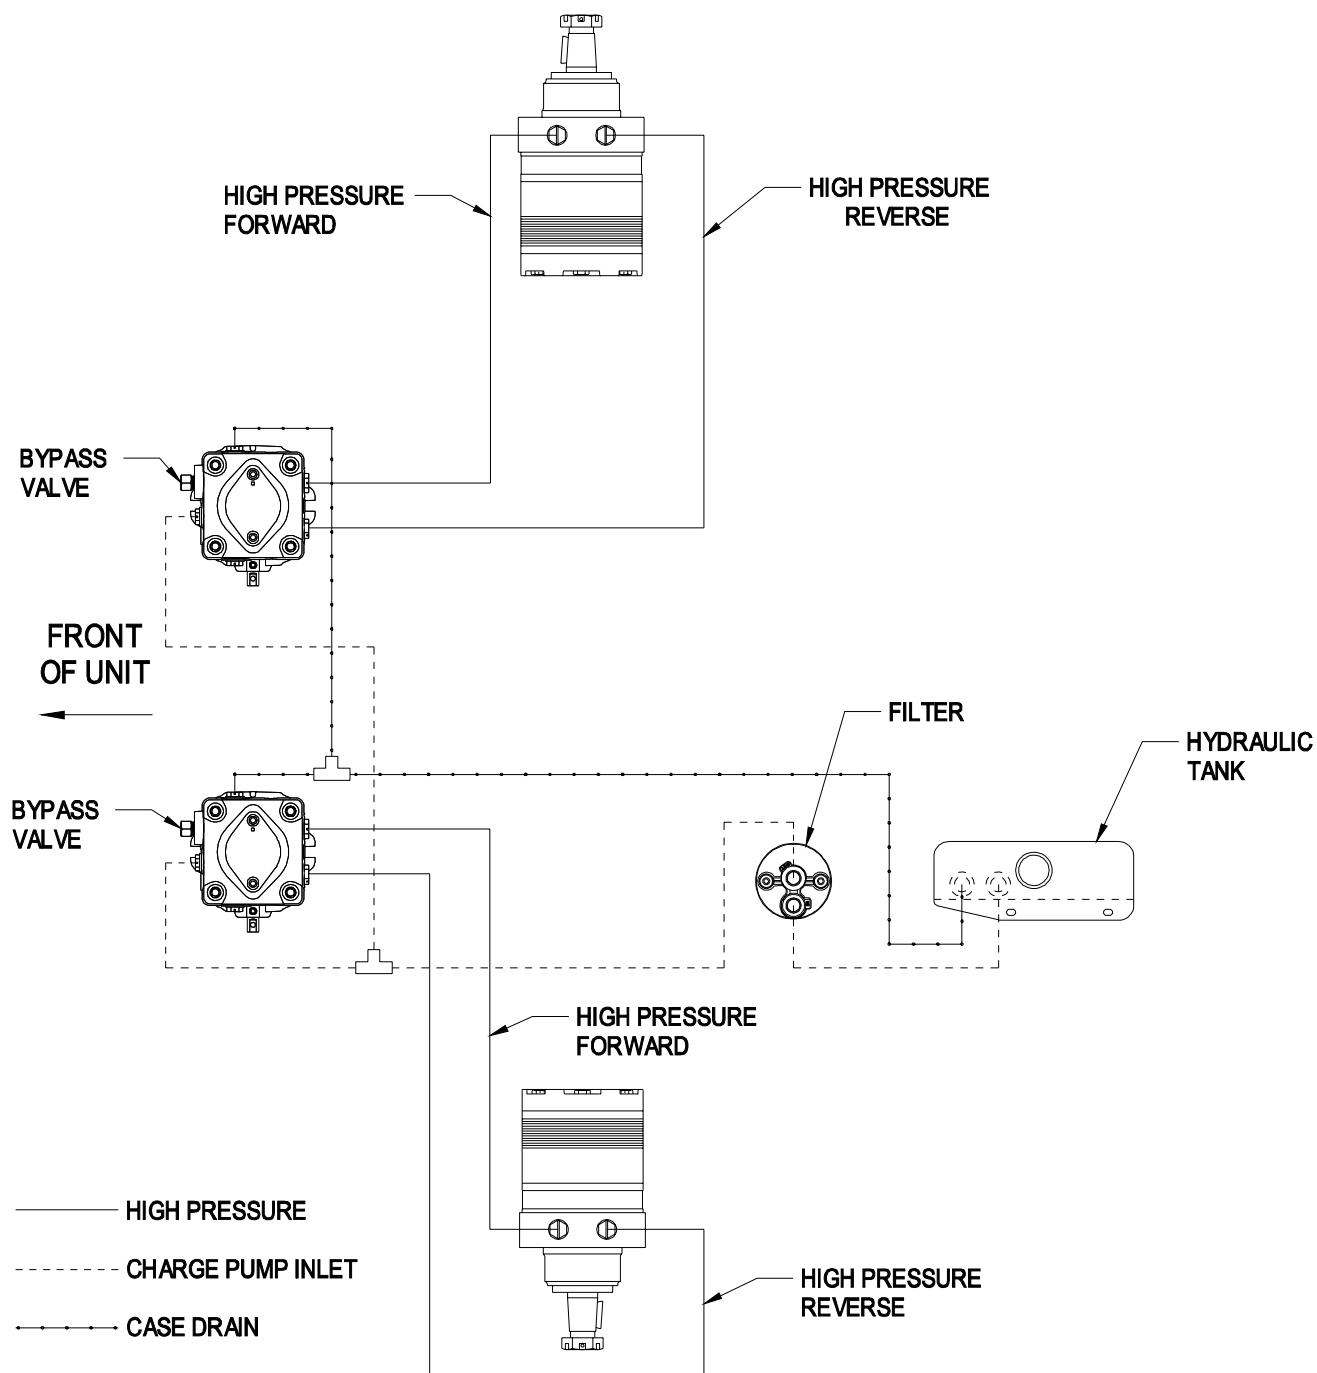 HIGH PRESSURE
FORWARD
HIGH PRESSURE
REVERSE
BYPASS
VALVE
FRONT
OF UNIT
FILTER
HYDRAULIC
TANK
BYPASS
VALVE
HIGH PRESSURE
FORWARD
HIGH PRESSURE
CHARGE PUMP INLET
CASE DRAIN
HIGH PRESSURE
REVERSE